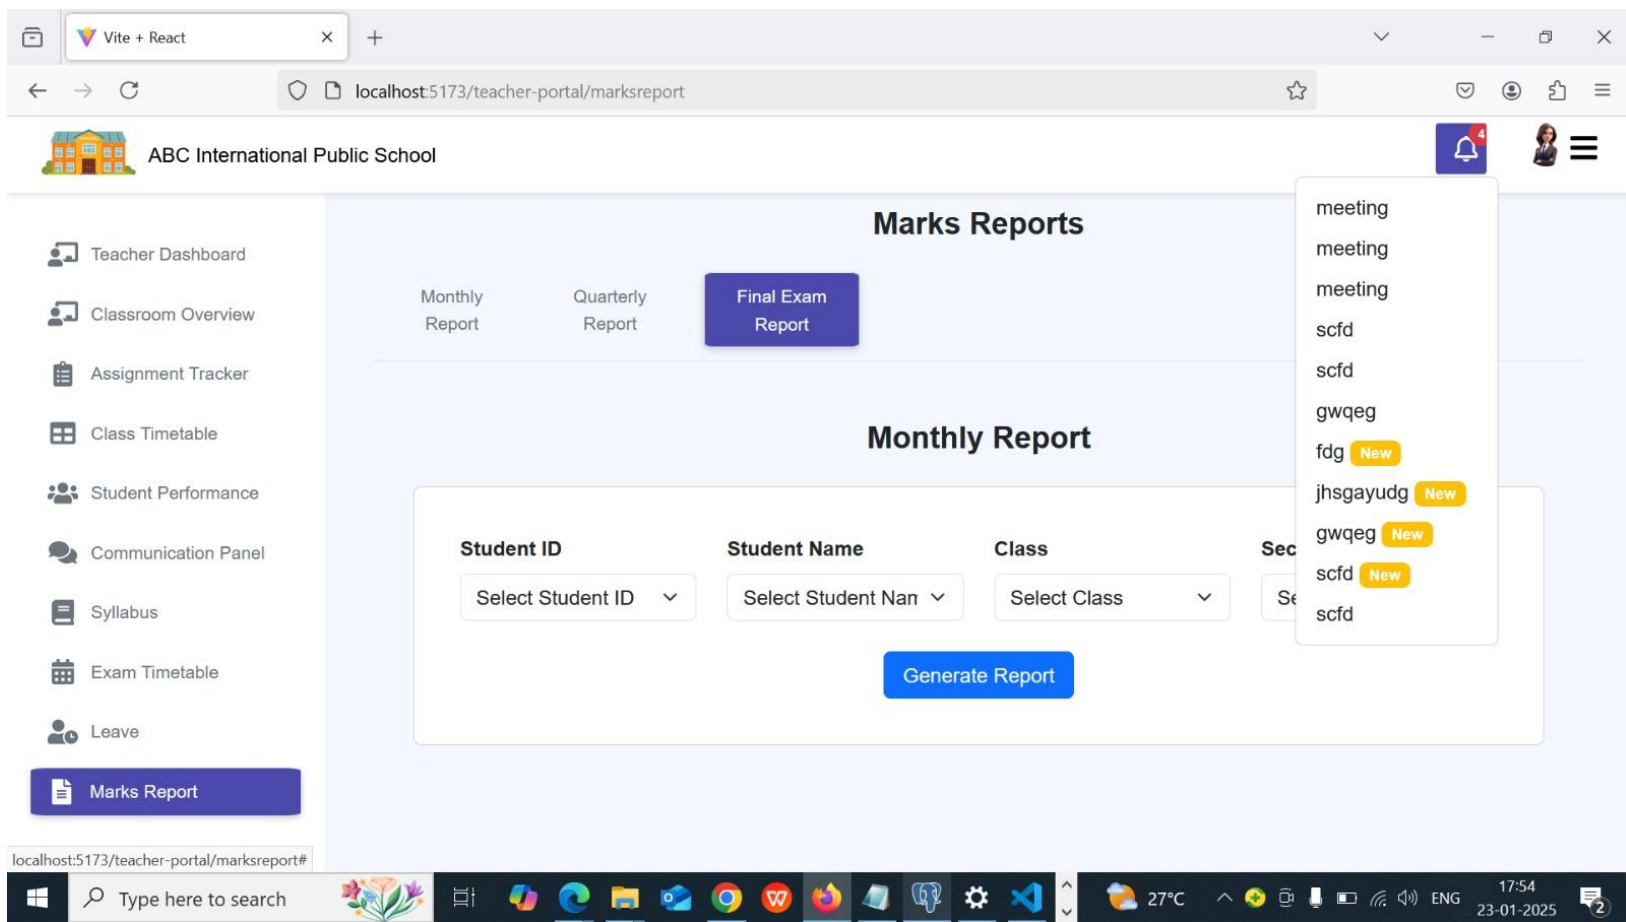 Vite + React
localhost:5173/teacher-portal/marksreport
ABC International Public School
4
Teacher Dashboard
Classroom Overview
Assignment Tracker
Class Timetable
Student Performance
Communication Panel
Syllabus
Exam Timetable
Leave
Marks Report
localhost:5173/teacher-portal/marksreport#
Marks Reports
Monthly
Report
Quarterly
Report
Final Exam
Report
Monthly Report
Student ID
Select Student ID
Student Name
Select Student Nan
Class
Select Class
Sec
Se
Generate Report
meeting
meeting
meeting
scfd
scfd
gwqeg
fdg New
jhsgayudg New
gwqeg New
scfd New
scfd
Type here to search
27°C
ENG
17:54
23-01-2025
2